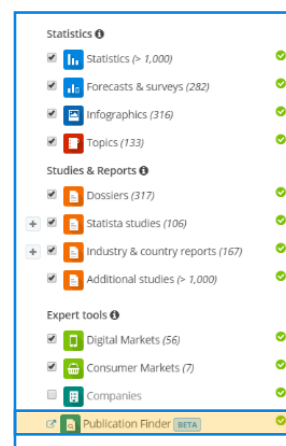 Statistics
Statistics (> 1,000)
Forecasts & surveys (282)
Infographics (316)
Topics (133)
Studies & Reports
Dossiers (317)
Statista studies (106)
Industry & country reports (167)
Additional studies (> 1,000)
Expert tools
Digital Markets (56)
Consumer Markets (7)
Companies
Publication Finder BETA